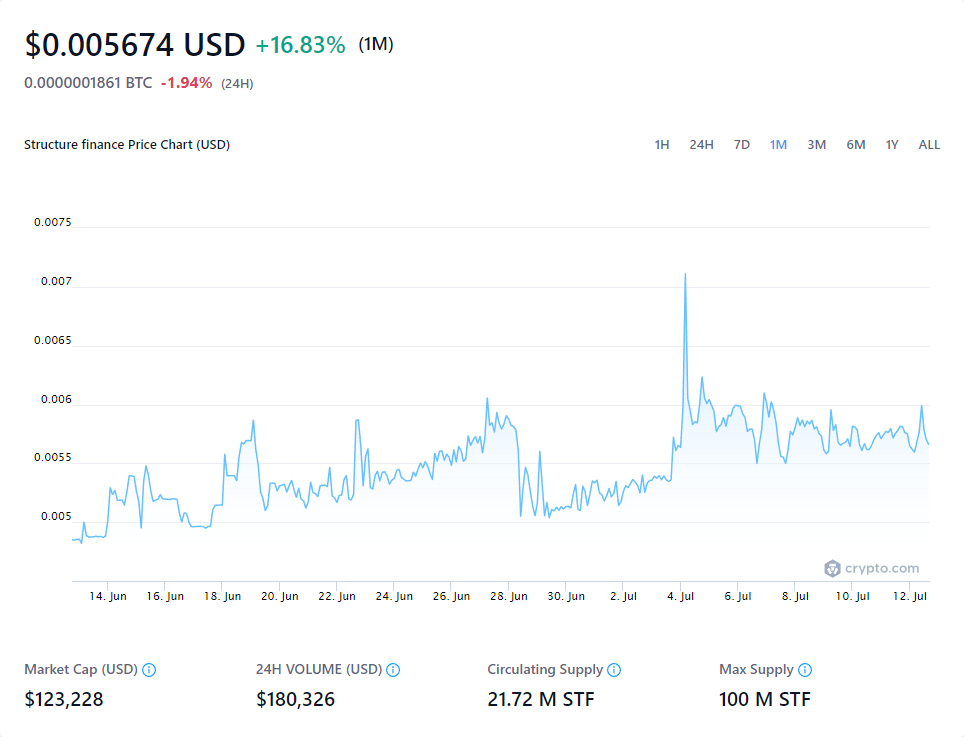 $0.005674 USD +16.83% (1M)
0.0000001861 BTC -1.94% (24H)
Structure finance Price Chart (USD) 1H 24H 7D 1M 3M 6M 1Y ALL
0.0075
0.007
0.0065
0.006
0.0055
0.005
crypto.com
14. Jun 16. Jun 18. Jun 20. Jun 22. Jun 24. Jun 26. Jun 28. Jun 30. Jun 2. Jul 4. Jul 6. Jul 8. Jul 10. Jul 12. Jul
Market Cap (USD) 24H VOLUME (USD) Circulating Supply Max Supply
$123,228 $180,326 21.72 M STF 100 M STF